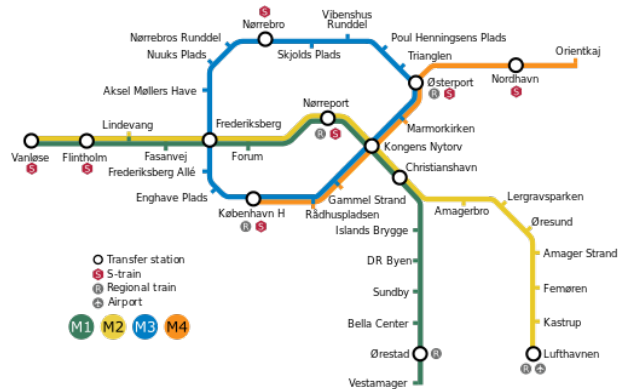 S
Nørrebro
Vibenshus
Runddel
Nørrebros Runddel
Poul Henningsens Plads
Nuuks Plads
Skjolds Plads
Trianglen
Orientkaj
Aksel Møllers Have
Østerport
R S
Nordhavn
S
Nørreport
R S
Lindevang
Frederiksberg
Marmorkirken
Kongens Nytorv
Vanløse
S
Flintholm
S
Fasanvej
Forum
Christianshavn
Frederiksberg Allé
Enghave Plads
København H
R S
Gammel Strand
Rådhuspladsen
Lergravsparken
Amagerbro
Islands Brygge
Øresund
DR Byen
Amager Strand
Sundby
Femøren
Bella Center
Kastrup
Ørestad
R
Lufthavnen
R
Vestamager
Transfer station
S S-train
R Regional train
Airport
M1 M2 M3 M4